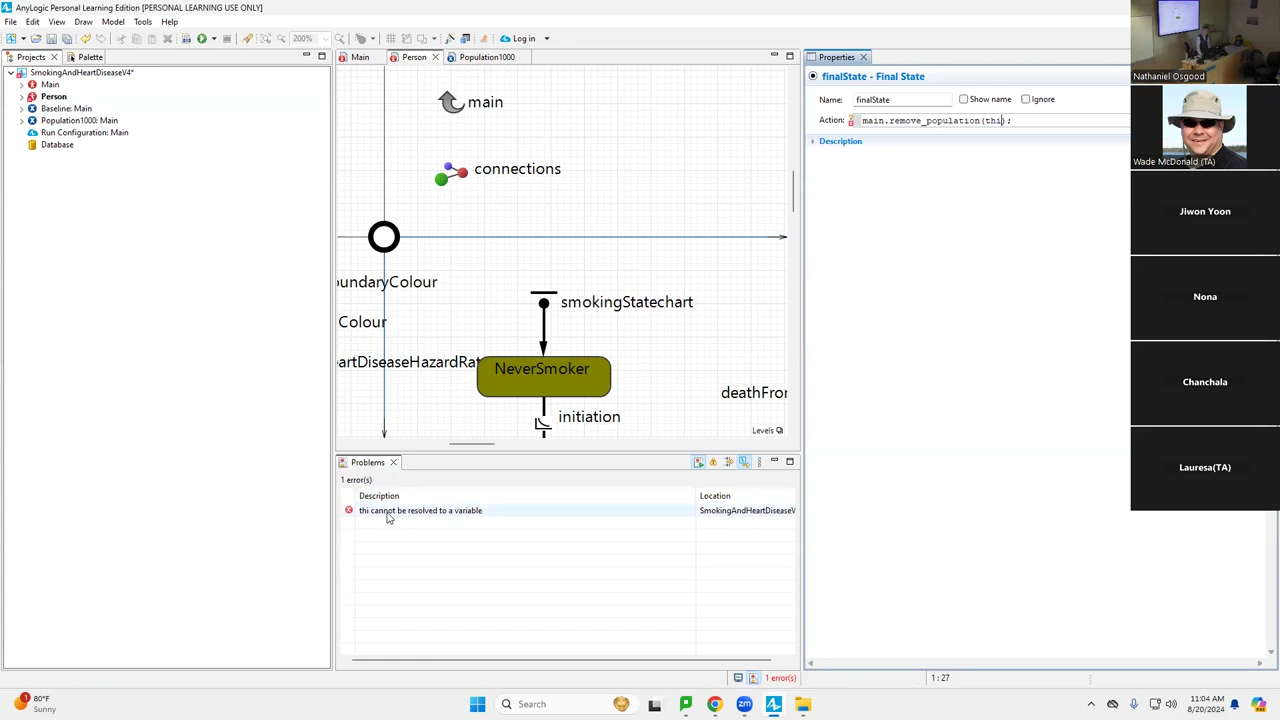 AnyLogic Personal Learning Edition [PERSONAL LEARNING USE ONLY]
File Edit View Draw Model Tools Help
200% Log in
Projects Palette
SmokingAndHeartDiseaseV4*
Main
Person
Baseline: Main
Population1000: Main
Run Configuration: Main
Database
Main Person Population1000
main
connections
oundaryColour
Colour
eartDiseaseHazardRat
smokingStatechart
NeverSmoker
initiation
deathFror
Levels
Problems
1 error(s)
Description Location
thi cannot be resolved to a variable SmokingAndHeartDiseaseV
Properties
finalState - Final State
Name: finalState Show name Ignore
Action: main.remove_population(thi);
Description
Nathaniel Osgood
Wade McDonald (TA)
Jiwon Yoon
Nona
Chanchala
Lauresa(TA)
1 error(s) 1:27
1
80°F
Sunny
Search
11:04 AM
8/20/2024